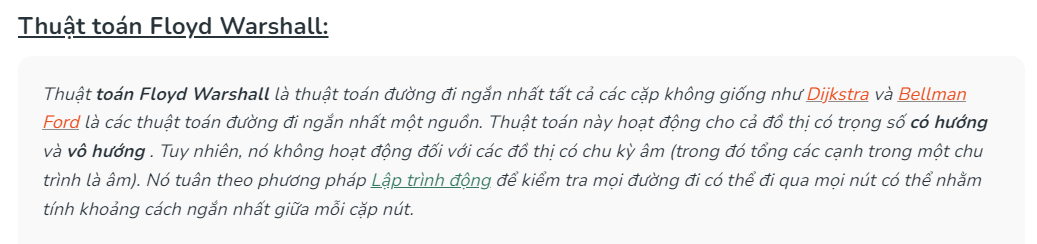 Thuật toán Floyd Warshall:
Thuật toán Floyd Warshall là thuật toán đường đi ngắn nhất tất cả các cặp không giống như Dijkstra và Bellman
Ford là các thuật toán đường đi ngắn nhất một nguồn. Thuật toán này hoạt động cho cả đồ thị có trọng số có hướng
và vô hướng . Tuy nhiên, nó không hoạt động đối với các đồ thị có chu kỳ âm (trong đó tổng các cạnh trong một chu
trình là âm). Nó tuân theo phương pháp Lập trình động để kiểm tra mọi đường đi có thể đi qua mọi nút có thể nhằm
tính khoảng cách ngắn nhất giữa mỗi cặp nút.